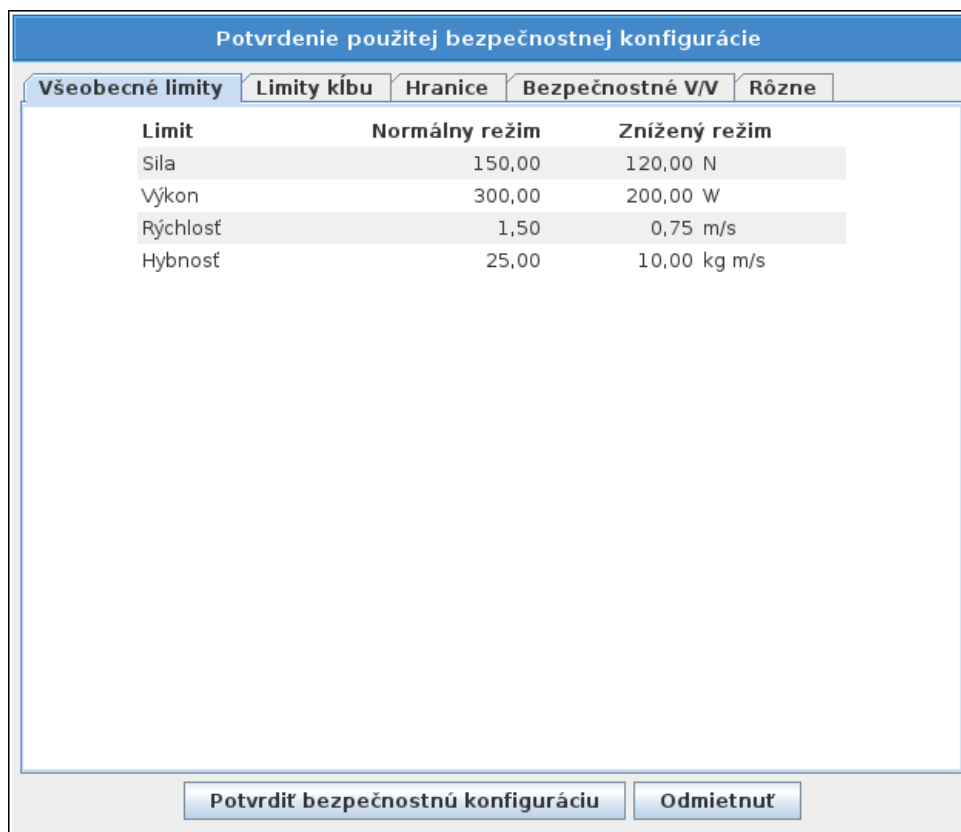 Potvrdenie použitej bezpečnostnej konfigurácie
Všeobecné limity Limity kĺbu Hranice Bezpečnostné V/V Rôzne
Limit Normálny režim Znížený režim
Sila 150,00 120,00 N
Výkon 300,00 200,00 W
Rýchlosť 1,50 0,75 m/s
Hybnosť 25,00 10,00 kg m/s
Potvrdiť bezpečnostnú konfiguráciu Odmietnuť